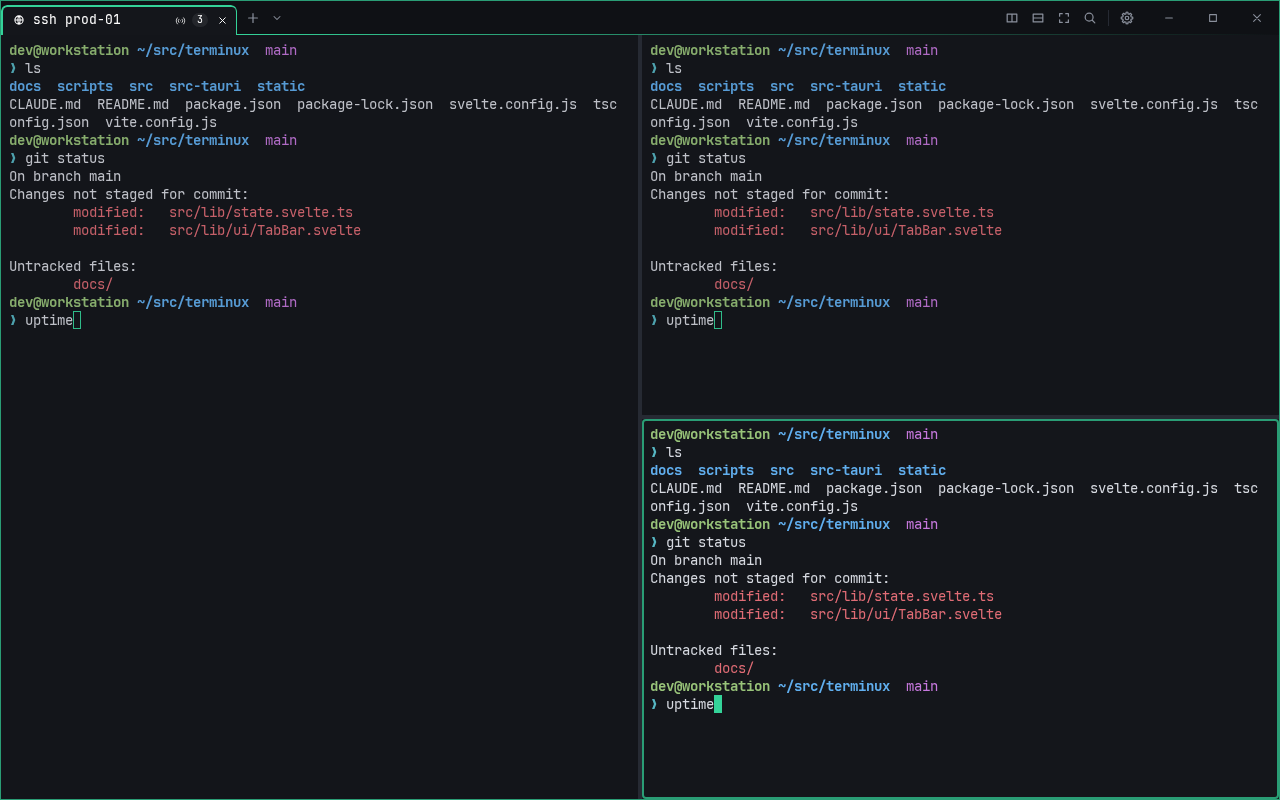 ssh prod-01 3
dev@workstation ~/src/terminux main
❯ ls
docs scripts src src-tauri static
CLAUDE.md README.md package.json package-lock.json svelte.config.js tsc
onfig.json vite.config.js
dev@workstation ~/src/terminux main
❯ git status
On branch main
Changes not staged for commit:
modified: src/lib/state.svelte.ts
modified: src/lib/ui/TabBar.svelte
Untracked files:
docs/
dev@workstation ~/src/terminux main
❯ uptime
dev@workstation ~/src/terminux main
❯ ls
docs scripts src src-tauri static
CLAUDE.md README.md package.json package-lock.json svelte.config.js tsc
onfig.json vite.config.js
dev@workstation ~/src/terminux main
❯ git status
On branch main
Changes not staged for commit:
modified: src/lib/state.svelte.ts
modified: src/lib/ui/TabBar.svelte
Untracked files:
docs/
dev@workstation ~/src/terminux main
❯ uptime
dev@workstation ~/src/terminux main
❯ ls
docs scripts src src-tauri static
CLAUDE.md README.md package.json package-lock.json svelte.config.js tsc
onfig.json vite.config.js
dev@workstation ~/src/terminux main
❯ git status
On branch main
Changes not staged for commit:
modified: src/lib/state.svelte.ts
modified: src/lib/ui/TabBar.svelte
Untracked files:
docs/
dev@workstation ~/src/terminux main
❯ uptime